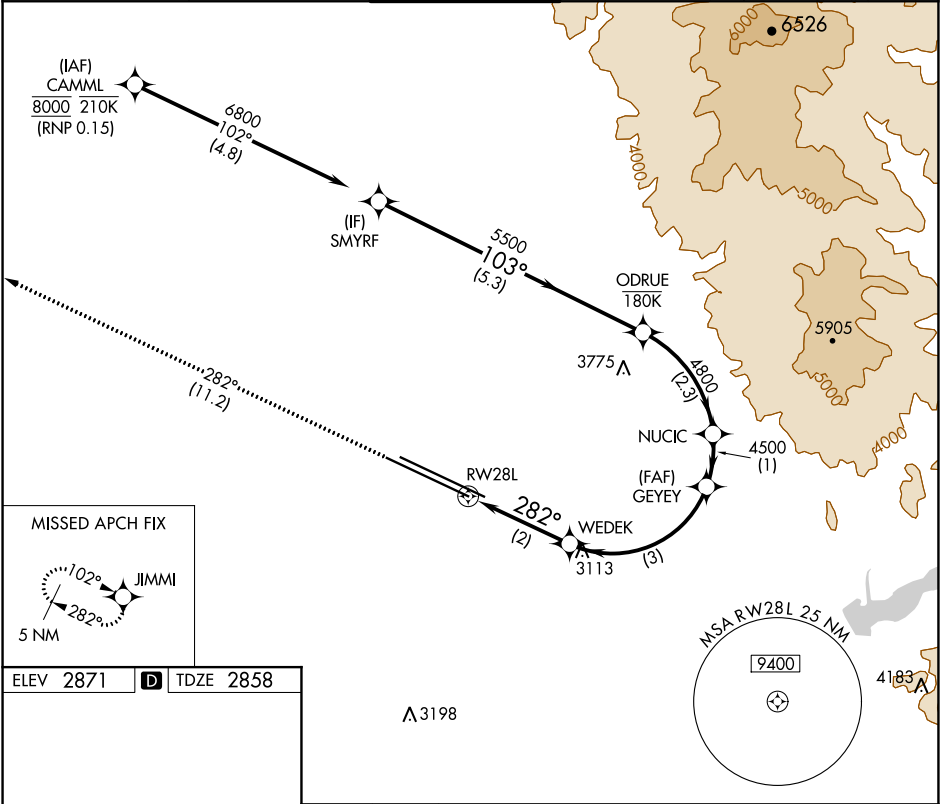 6000
6526
(IAF)
CAMML
8000 210K
(RNP 0.15)
6800
102°
(4.8)
4000
5000
(IF)
SMYRF
5500
103°
(5.3)
ODRUE
180K
5905
3775
4800
(2.3)
5000
282°
(11.2)
NUCIC
4500
(1)
4000
RW28L
(FAF)
GEYEY
282°
(2)
WEDEK
3113
(3)
MISSED APCH FIX
102°
JIMMI
282°
5 NM
MSA RW28L 25 NM
9400
4183
ELEV 2871 D TDZE 2858
3198